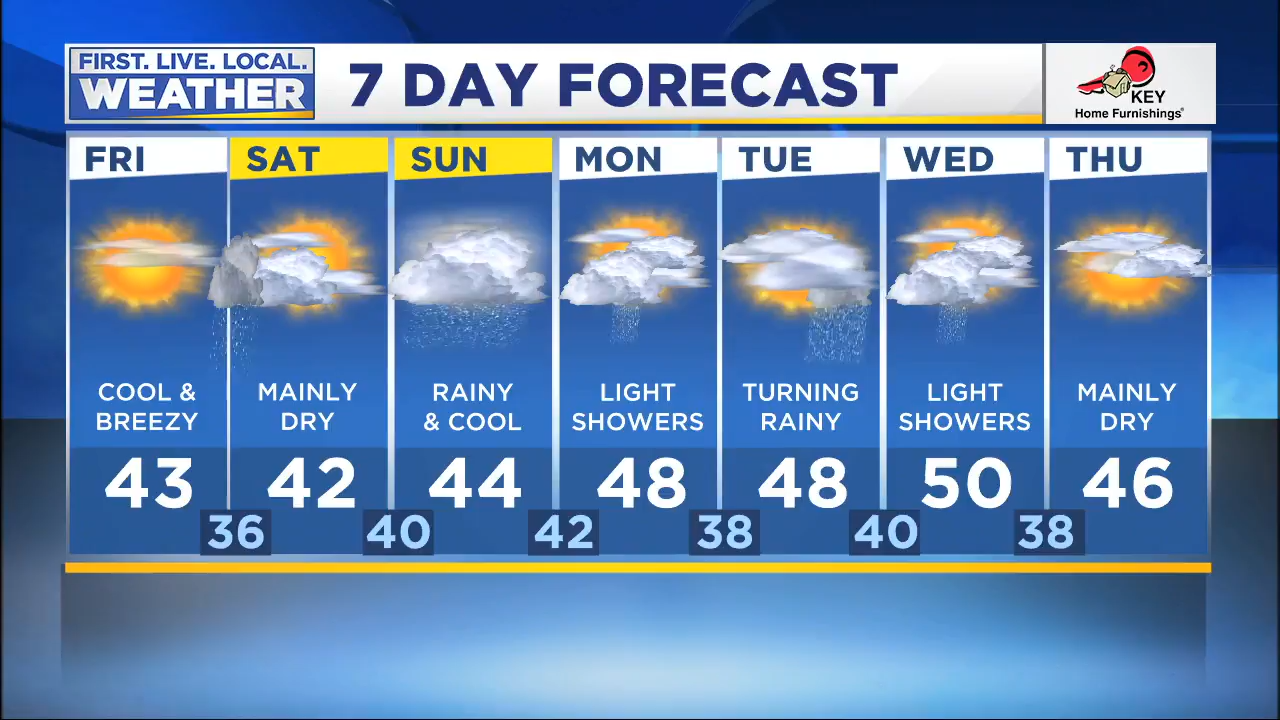 FIRST. LIVE. LOCAL.
WEATHER
7 DAY FORECAST
KEY
Home Furnishings®
FRI
SAT
SUN
MON
TUE
WED
THU
COOL &
BREEZY
MAINLY
DRY
RAINY
& COOL
LIGHT
SHOWERS
TURNING
RAINY
LIGHT
SHOWERS
MAINLY
DRY
43
42
44
48
48
50
46
36
40
42
38
40
38